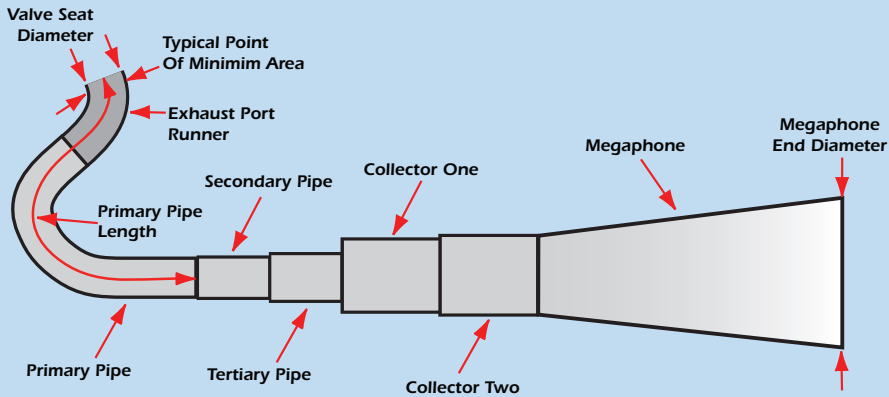 Valve Seat
Diameter
Typical Point
Of Minimim Area
Exhaust Port
Runner
Primary Pipe
Length
Secondary Pipe
Collector One
Megaphone
Megaphone
End Diameter
Primary Pipe
Tertiary Pipe
Collector Two